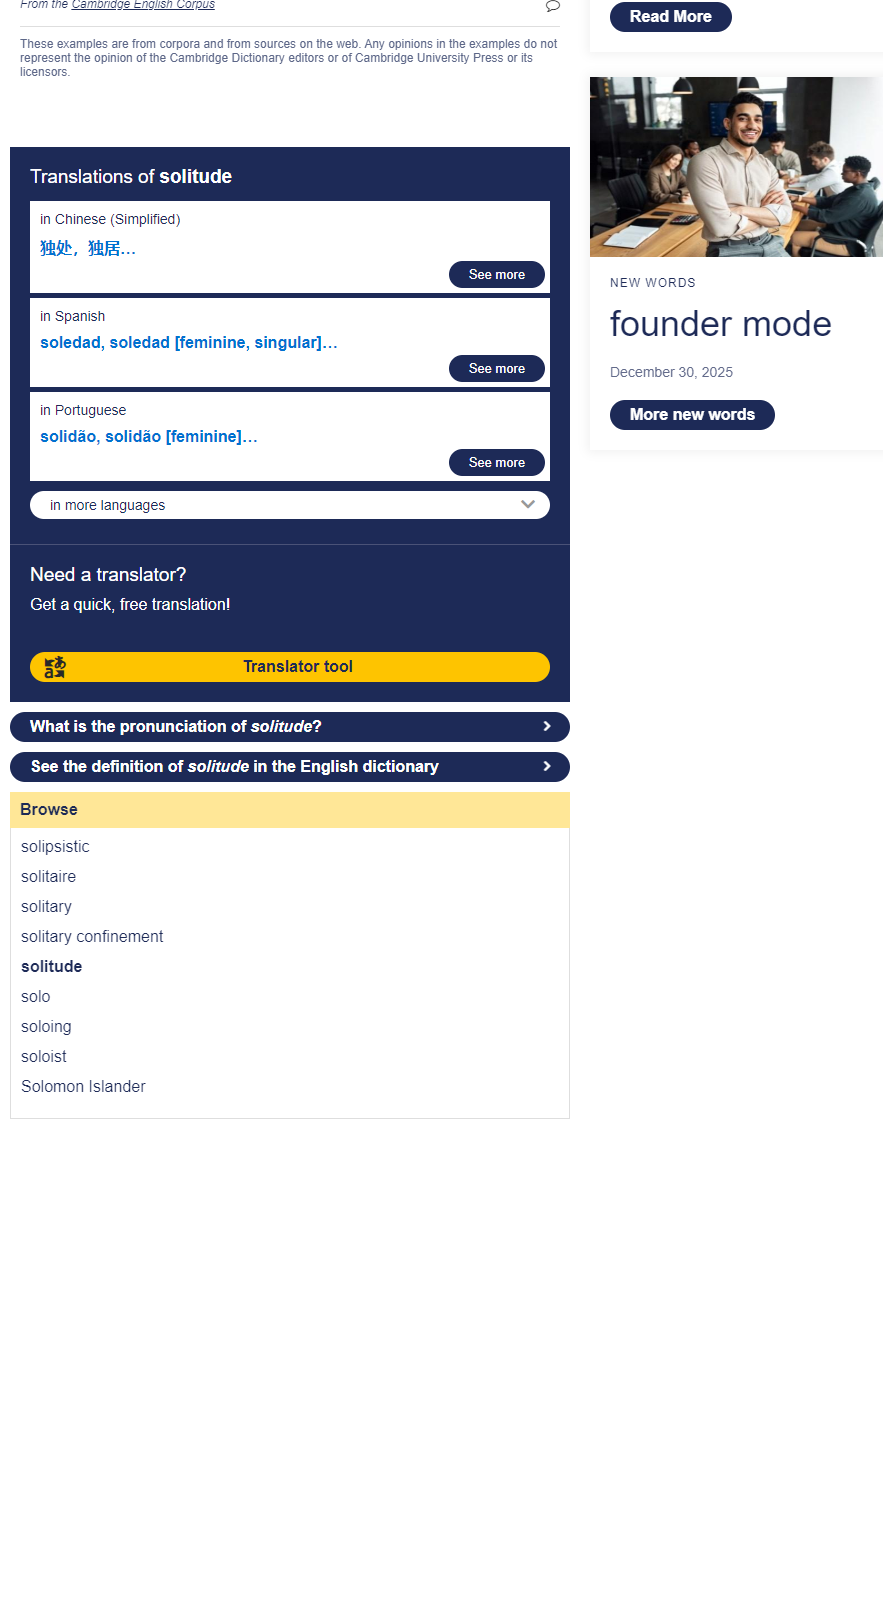 From the Cambridge English Corpus
These examples are from corpora and from sources on the web. Any opinions in the examples do not
represent the opinion of the Cambridge Dictionary editors or of Cambridge University Press or its
licensors.
Translations of solitude
in Chinese (Simplified)
独处，独居…
See more
in Spanish
soledad, soledad [feminine, singular]…
See more
in Portuguese
solidão, solidão [feminine]…
See more
in more languages
Need a translator?
Get a quick, free translation!
Translator tool
What is the pronunciation of solitude?
See the definition of solitude in the English dictionary
Browse
solipsistic
solitaire
solitary
solitary confinement
solitude
solo
soloing
soloist
Solomon Islander
Read More
NEW WORDS
founder mode
December 30, 2025
More new words